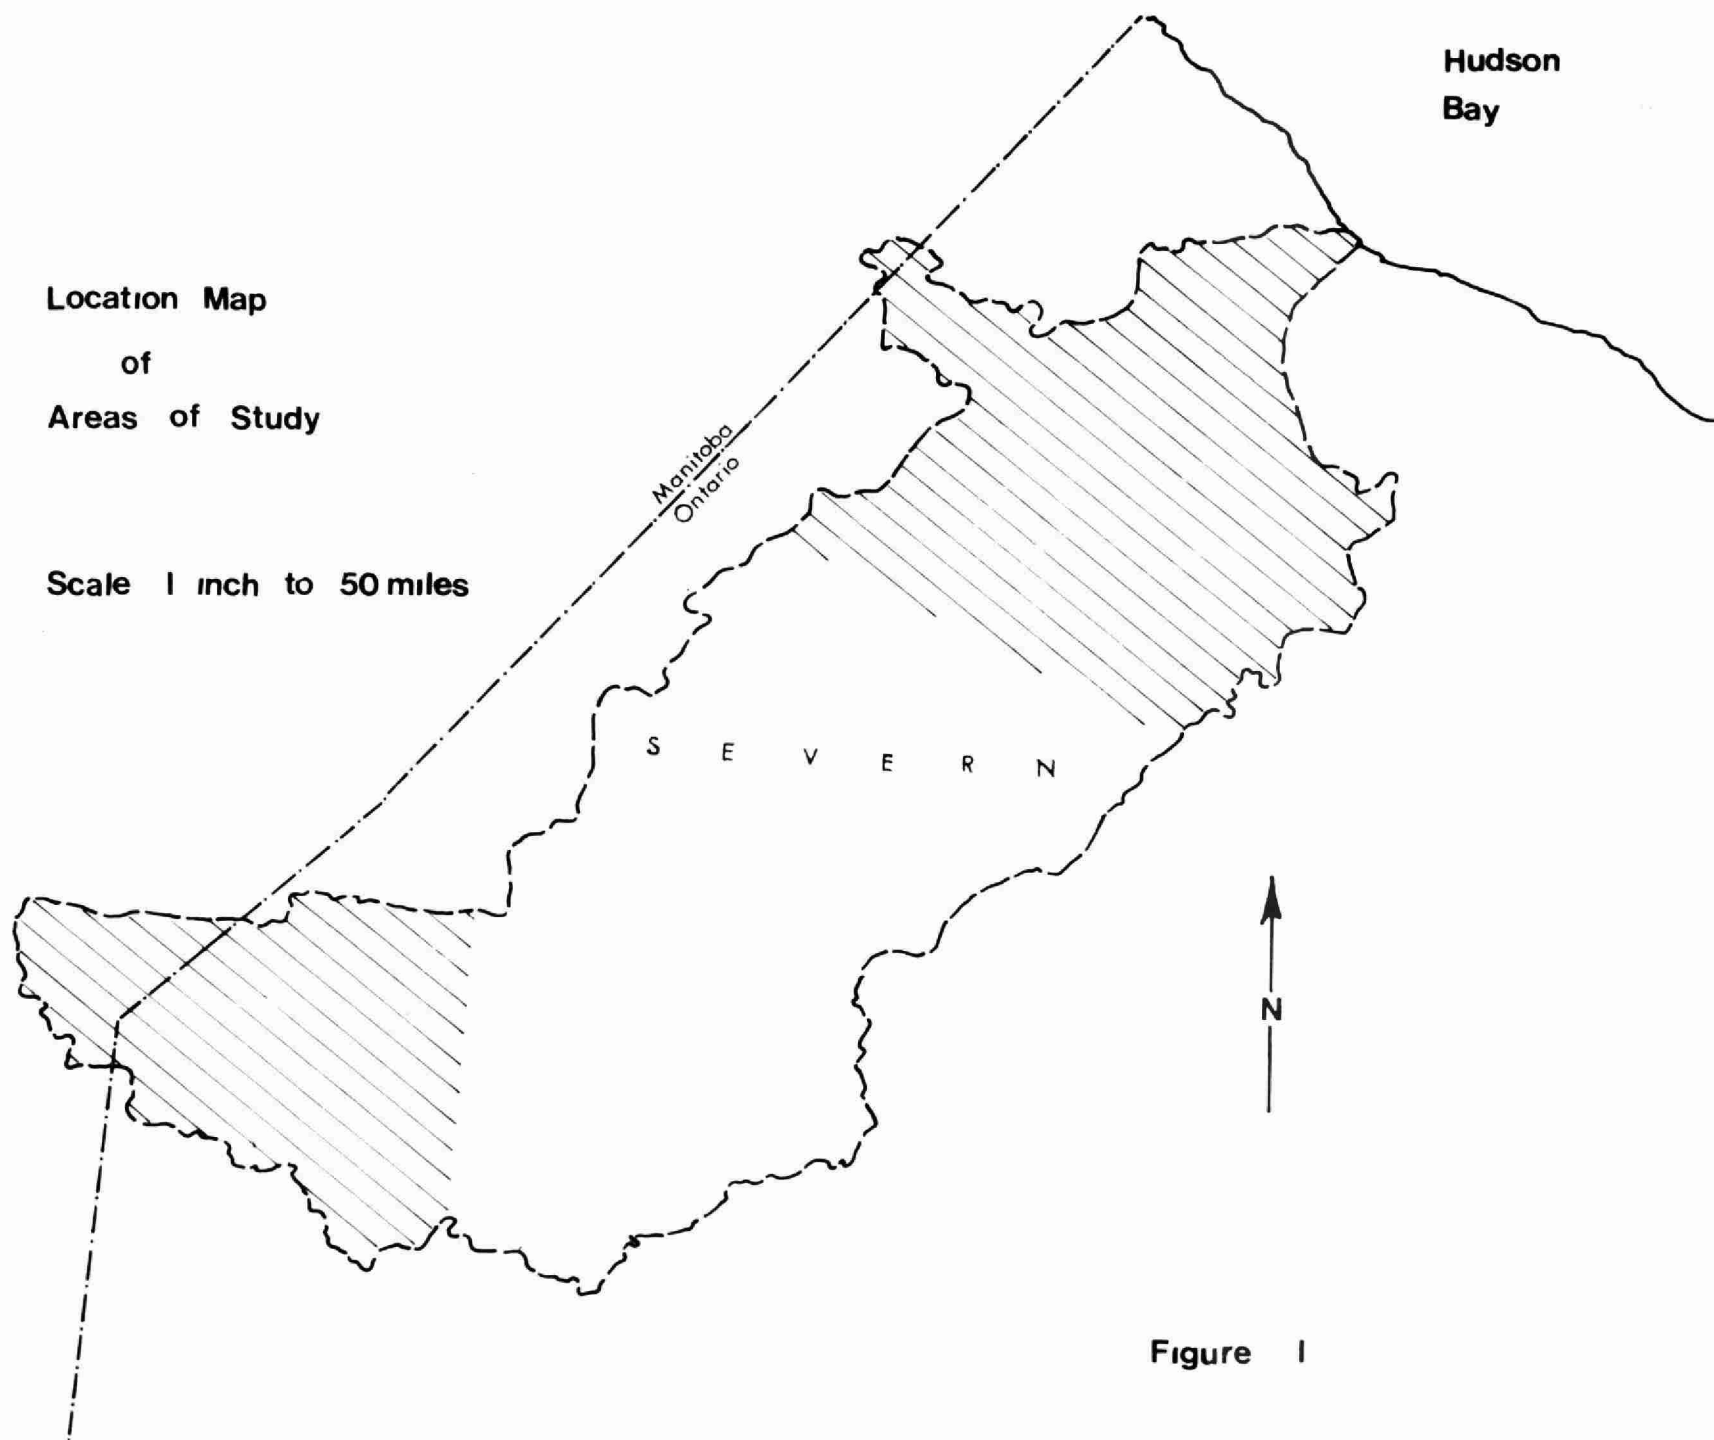 Hudson
Bay
Location Map
of
Areas of Study
Manitoba
Ontario
Scale 1 inch to 50 miles
S E V E R N
N
Figure 1